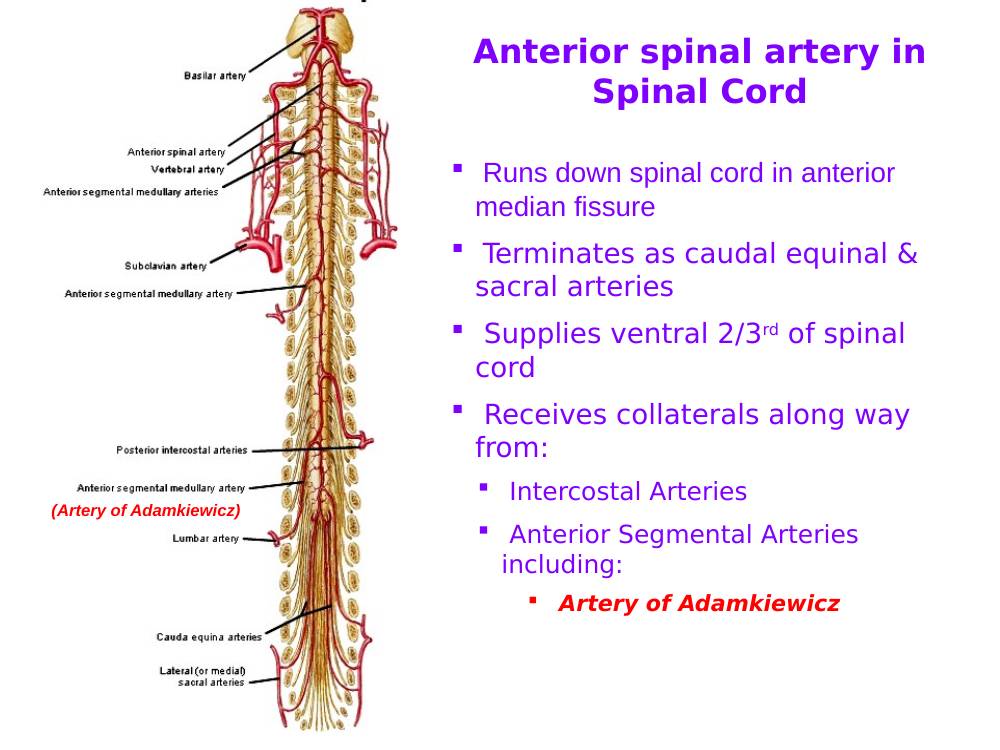 Anterior spinal artery in
Spinal Cord
Basilar artery
Anterior spinal artery
Vertebral artery
Anterior segmental medullary arteries
Subclavian artery
Anterior segmental medullary artery
Posterior intercostal arteries
Anterior segmental medullary artery
(Artery of Adamkiewicz)
Lumbar artery
Cauda equina arteries
Lateral (or medial)
sacral arteries
▪ Runs down spinal cord in anterior
median fissure
▪ Terminates as caudal equinal &
sacral arteries
▪ Supplies ventral 2/3rd of spinal
cord
▪ Receives collaterals along way
from:
▪ Intercostal Arteries
▪ Anterior Segmental Arteries
including:
▪ Artery of Adamkiewicz